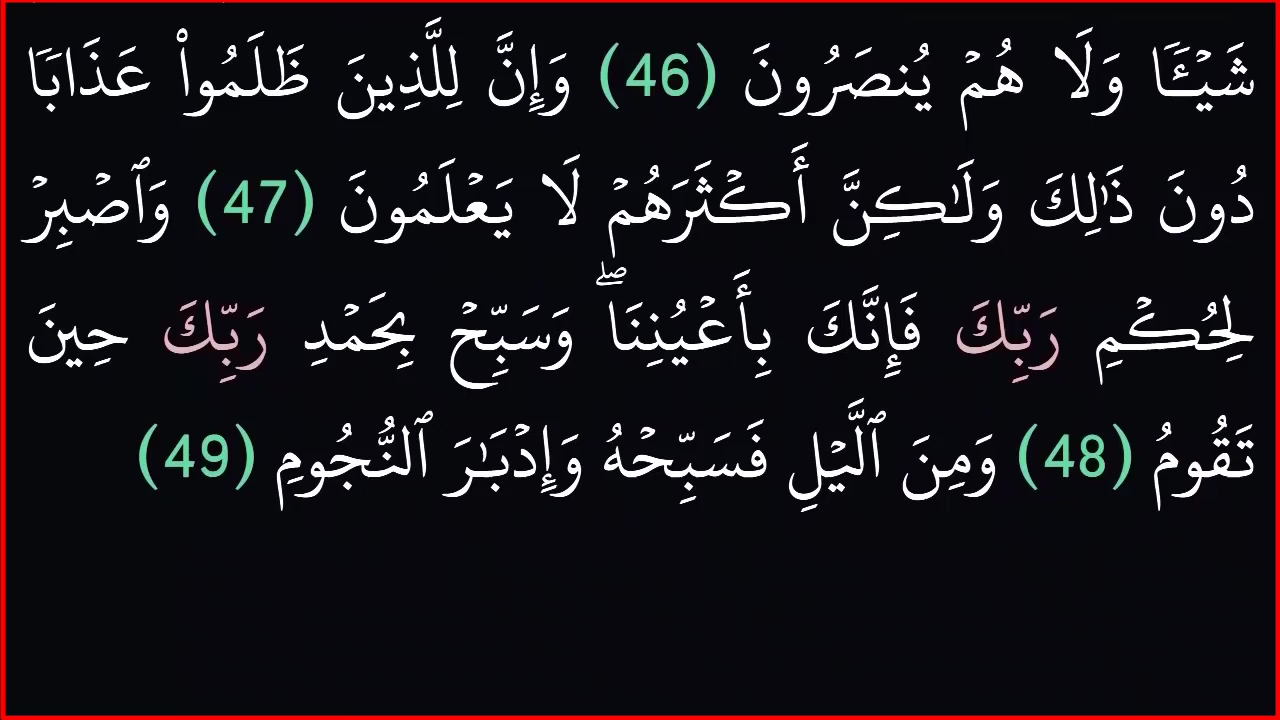 شَيْـًٔا وَلَا هُمْ يُنصَرُونَ (46) وَإِنَّ لِلَّذِينَ ظَلَمُوا۟ عَذَابًا
دُونَ ذَٰلِكَ وَلَـٰكِنَّ أَكْثَرَهُمْ لَا يَعْلَمُونَ (47) وَٱصْبِرْ
لِحُكْمِ رَبِّكَ فَإِنَّكَ بِأَعْيُنِنَا ۖ وَسَبِّحْ بِحَمْدِ رَبِّكَ حِينَ
تَقُومُ (48) وَمِنَ ٱلَّيْلِ فَسَبِّحْهُ وَإِدْبَـٰرَ ٱلنُّجُومِ (49)